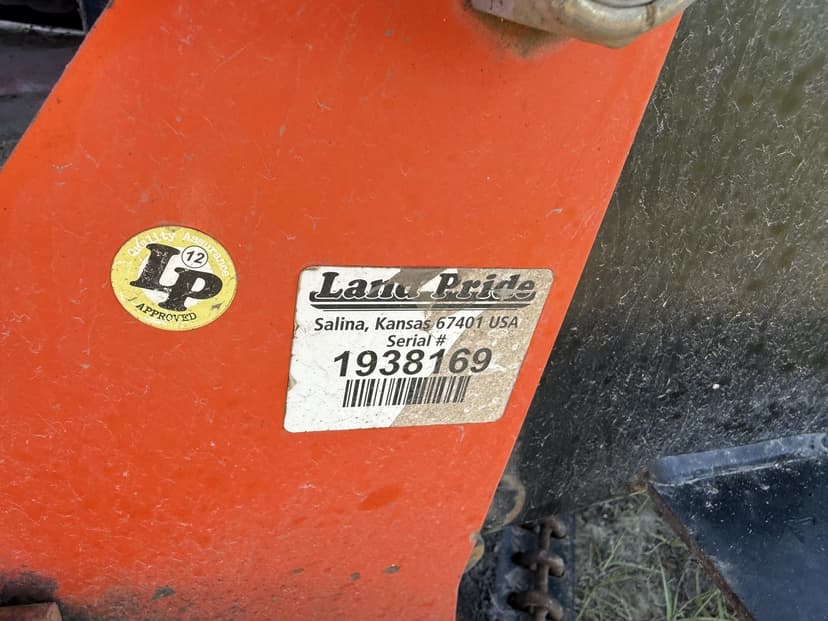 Quality Assurance
12
LP
APPROVED
Land Pride
Salina, Kansas 67401 USA
Serial #
1938169